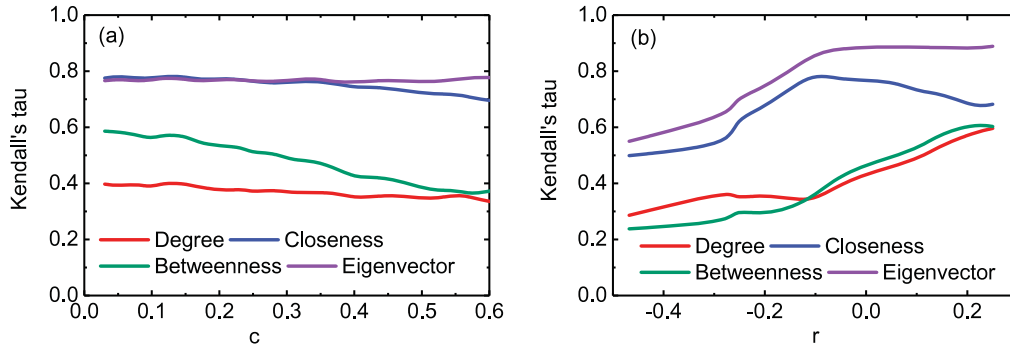 (a)
Kendall's tau
1.0
0.8
0.6
0.4
0.2
0.0
Degree Closeness
Betweenness Eigenvector
0.0 0.1 0.2 0.3 0.4 0.5 0.6
c
(b)
Kendall's tau
1.0
0.8
0.6
0.4
0.2
0.0
Degree Closeness
Betweenness Eigenvector
-0.4 -0.2 0.0 0.2
r